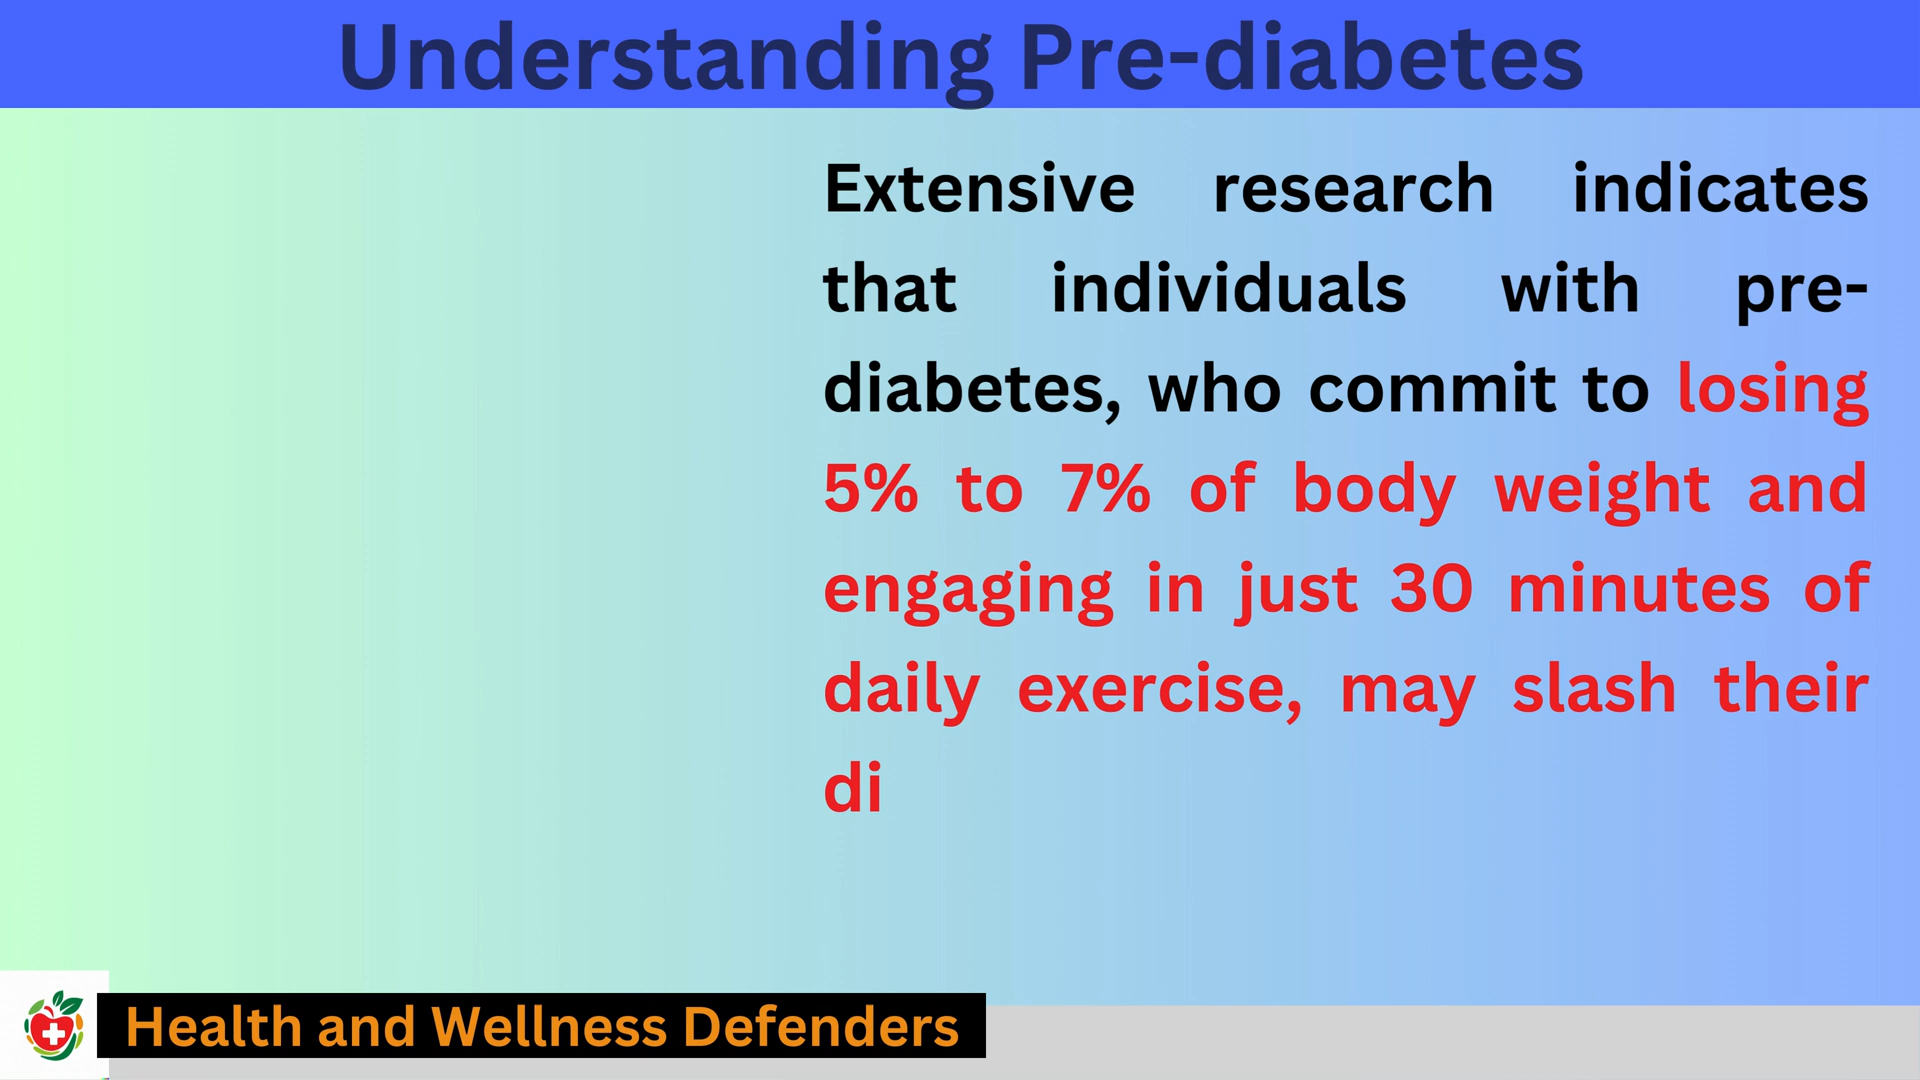 Understanding Pre-diabetes
Extensive research indicates
that individuals with pre-
diabetes, who commit to losing
5% to 7% of body weight and
engaging in just 30 minutes of
daily exercise, may slash their
di
Health and Wellness Defenders